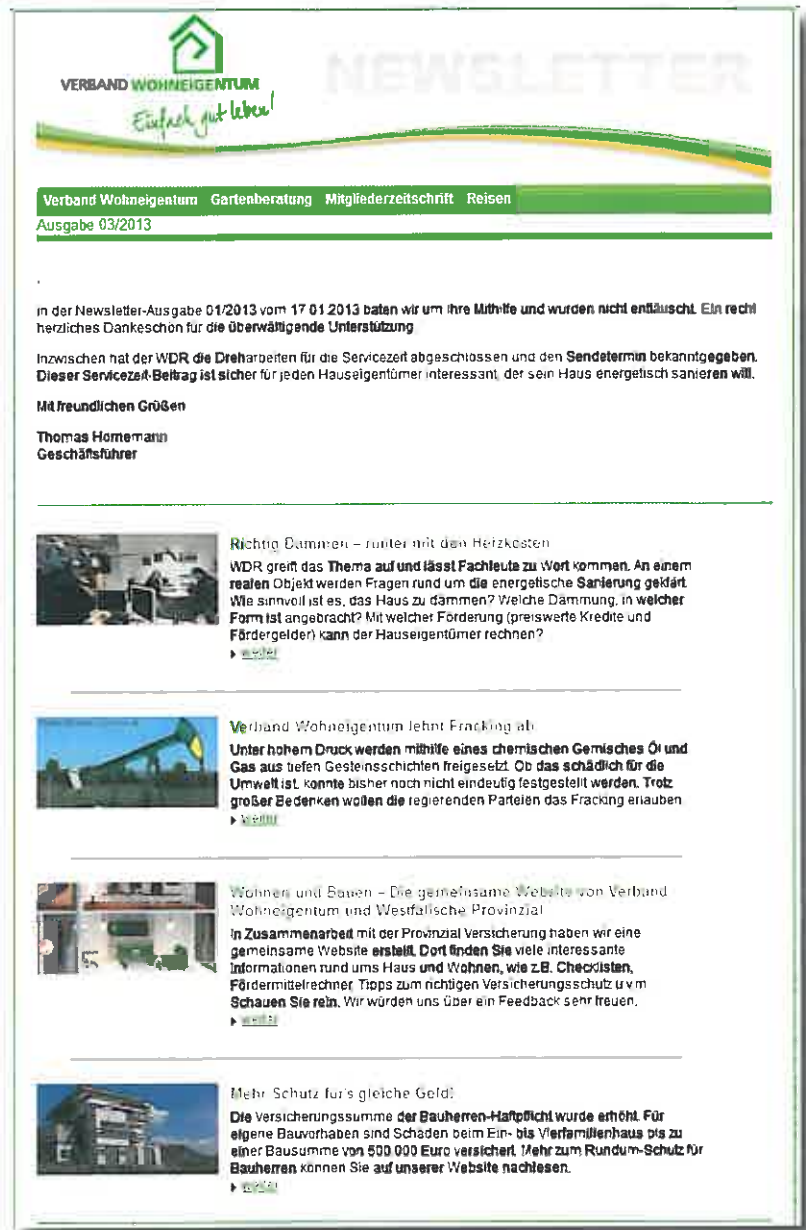 VERBAND WOHNEIGENTUM
Einfach gut leben!
NEWSLETTER
Verband Wohneigentum Gartenberatung Mitgliederzeitschrift Reisen
Ausgabe 03/2013
in der Newsletter-Ausgabe 01/2013 vom 17.01.2013 baten wir um Ihre Mithilfe und wurden nicht enttäuscht. Ein recht
herzliches Dankeschön für die überwältigende Unterstützung
Inzwischen hat der WDR die Dreharbeiten für die Servicezeit abgeschlossen und den Sendetermin bekanntgegeben.
Dieser Servicezeit-Beitrag ist sicher für jeden Hauseigentümer interessant, der sein Haus energetisch sanieren will.
Mit freundlichen Grüßen
Thomas Hornemann
Geschäftsführer
Richtig Dämmen – runter mit den Heizkosten
WDR greift das Thema auf und lässt Fachleute zu Wort kommen. An einem
realen Objekt werden Fragen rund um die energetische Sanierung geklärt.
Wie sinnvoll ist es, das Haus zu dämmen? Welche Dämmung, in welcher
Form ist angebracht? Mit welcher Förderung (preiswerte Kredite und
Fördergelder) kann der Hauseigentümer rechnen?
weiter
Verband Wohneigentum lehnt Fracking ab
Unter hohem Druck werden mithilfe eines chemischen Gemisches Öl und
Gas aus tiefen Gesteinsschichten freigesetzt. Ob das schädlich für die
Umwelt ist, konnte bisher noch nicht eindeutig festgestellt werden. Trotz
großer Bedenken wollen die regierenden Parteien das Fracking erlauben
weiter
Wohnen und Bauen – Die gemeinsame Website von Verband
Wohneigentum und Westfälische Provinzial
In Zusammenarbeit mit der Provinzial Versicherung haben wir eine
gemeinsame Website erstellt. Dort finden Sie viele interessante
Informationen rund ums Haus und Wohnen, wie z.B. Checklisten,
Fördermittelrechner, Tipps zum richtigen Versicherungsschutz u.v.m
Schauen Sie rein. Wir würden uns über ein Feedback sehr freuen.
weiter
Mehr Schutz für's gleiche Geld!
Die Versicherungssumme der Bauherren-Haftpflicht wurde erhöht. Für
eigene Bauvorhaben sind Schäden beim Ein- bis Vierfamilienhaus bis zu
einer Bausumme von 500.000 Euro versichert. Mehr zum Rundum-Schutz für
Bauherren können Sie auf unserer Website nachlesen.
weiter